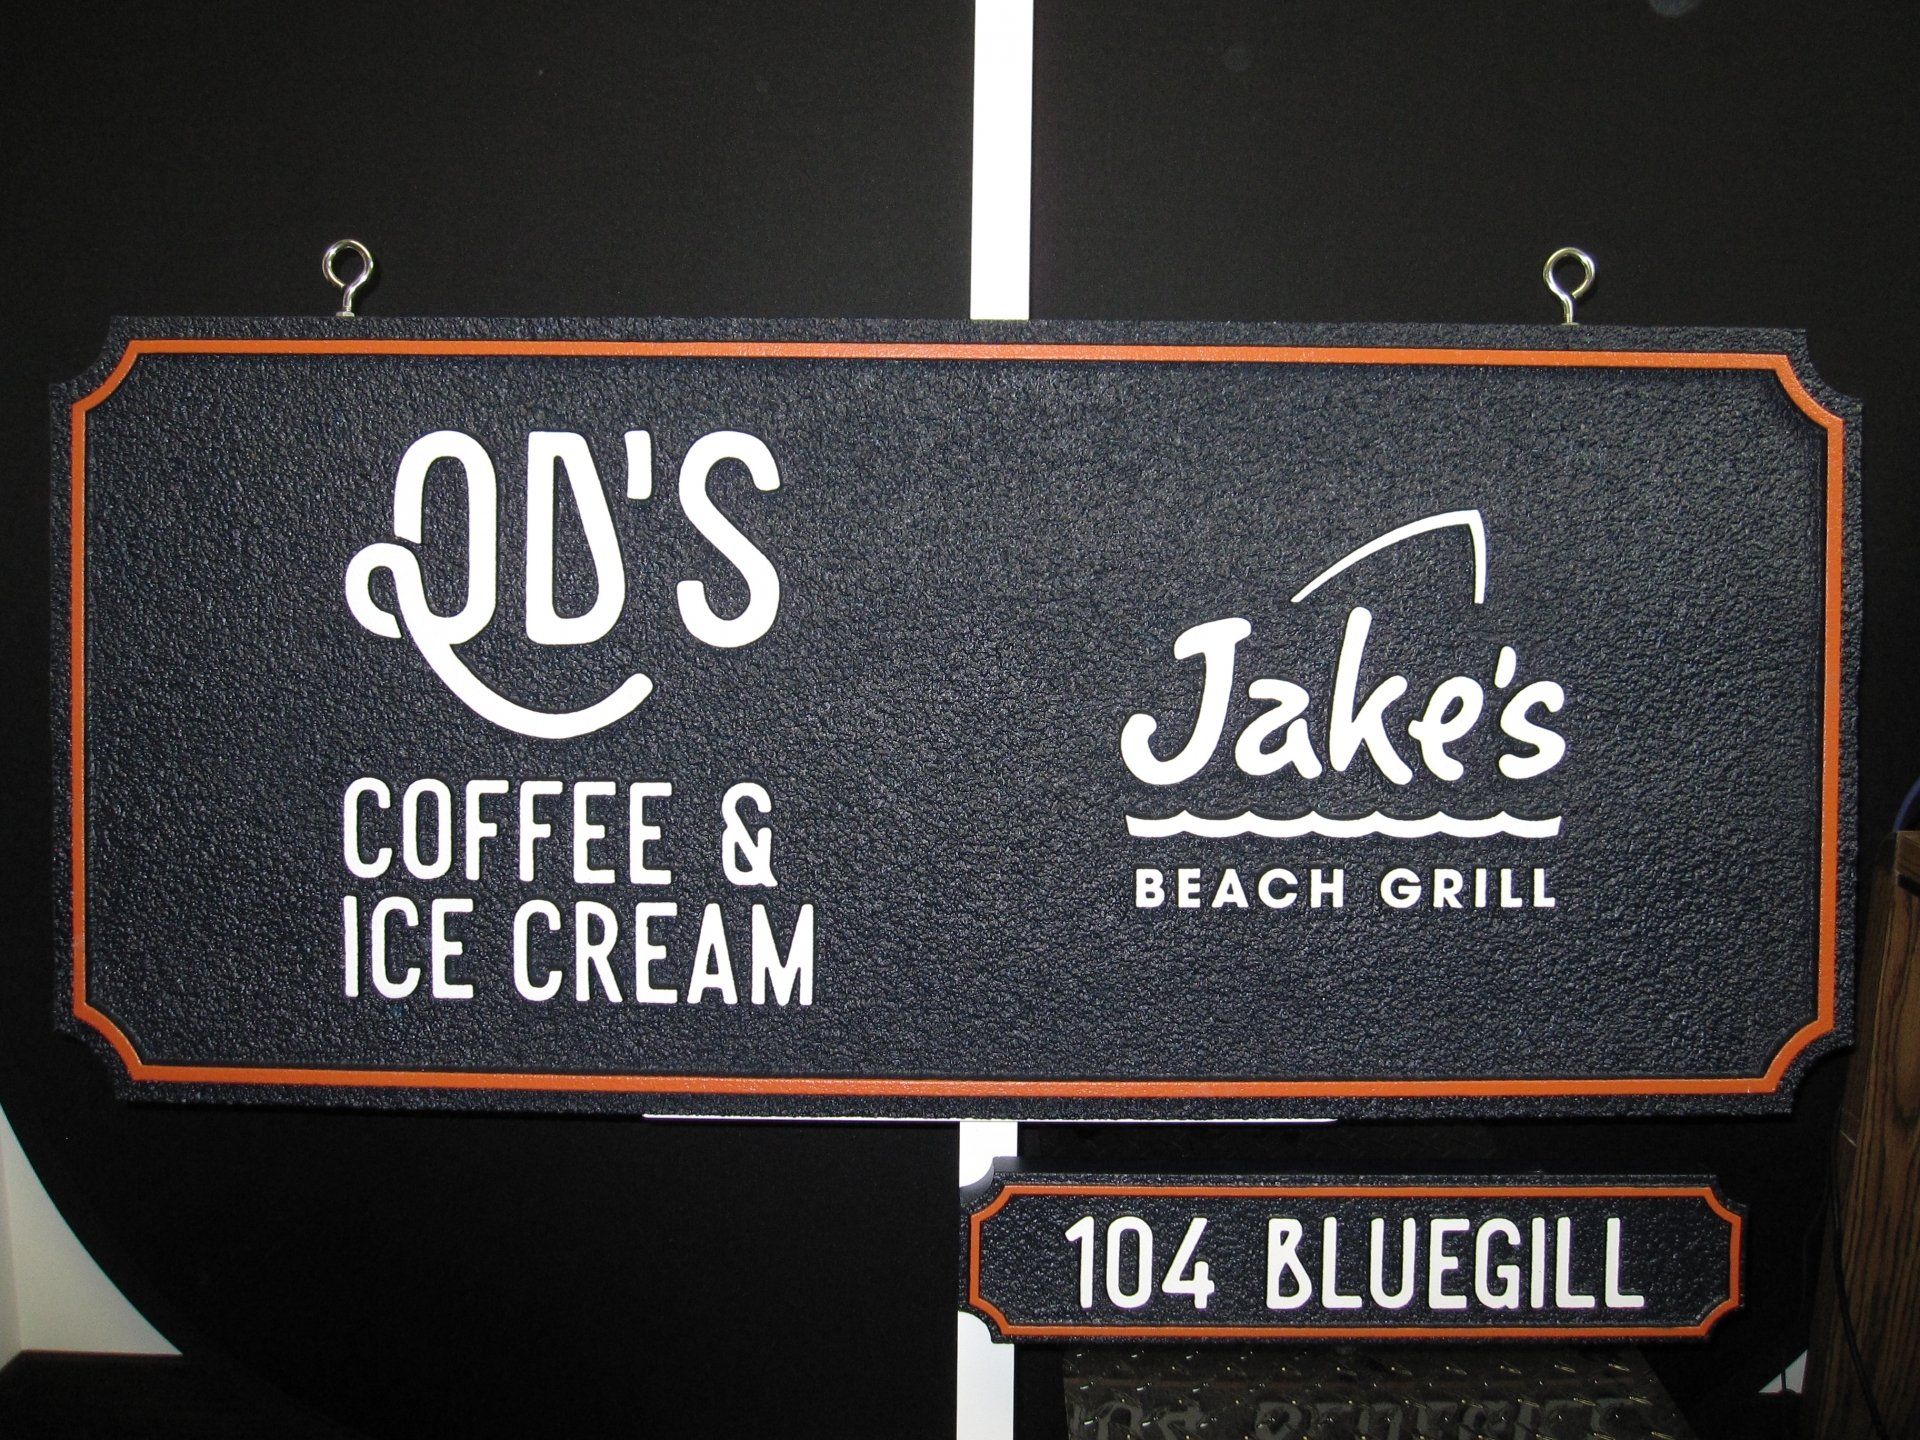 QD'S
COFFEE &
ICE CREAM
Jake's
BEACH GRILL
104 BLUEGILL